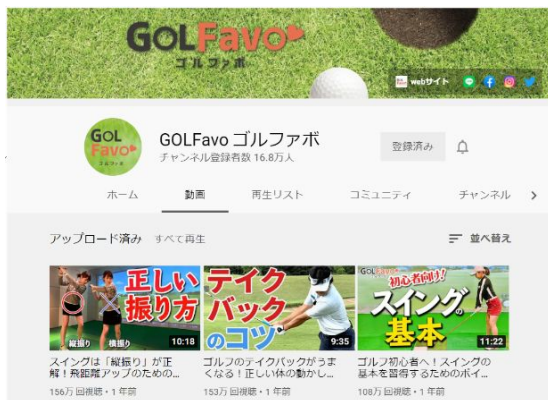 GOLFavo
ゴルファボ
webサイト
GOL
Favo
ゴルファボ
GOLFavo ゴルファボ
チャンネル登録者数 16.8万人
登録済み
ホーム 動画 再生リスト コミュニティ チャンネル
アップロード済み すべて再生 並べ替え
正しい
振り方
縦振り 横振り
10:18
テイク
バック
のコツ
9:35
GOLFavo
初心者向け!
スイングの
基本
11:22
スイングは「縦振り」が正
解!飛距離アップのための...
156万 回視聴・1 年前
ゴルフのテイクバックがうま
くなる!正しい体の動かし...
153万 回視聴・1 年前
ゴルフ初心者へ!スイングの
基本を習得するためのポイ...
108万 回視聴・1 年前